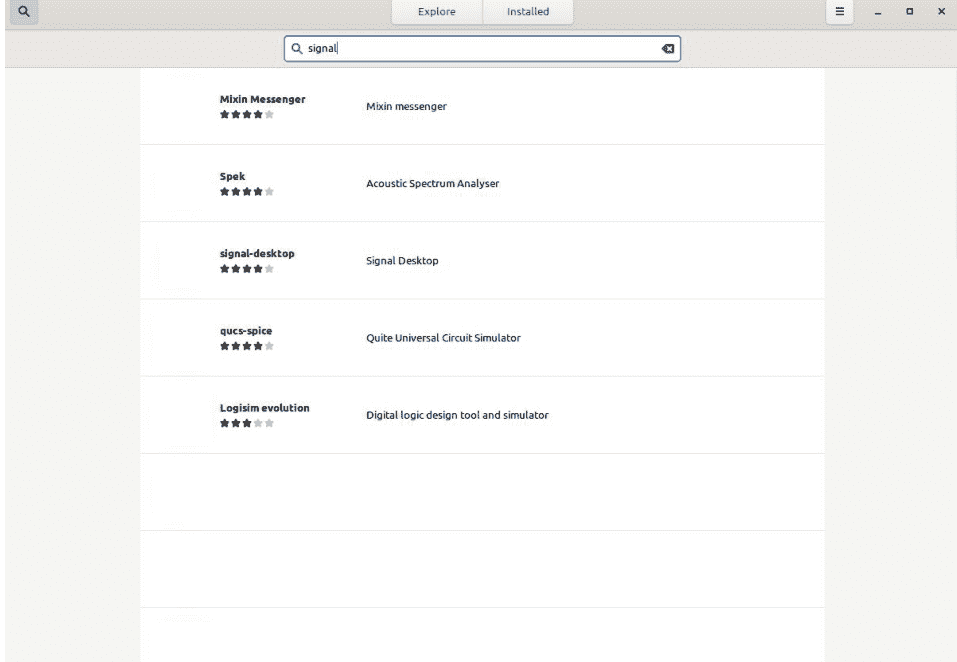 Explore Installed
signal
Mixin Messenger
Mixin messenger
Spek
Acoustic Spectrum Analyser
signal-desktop
Signal Desktop
qucs-spice
Quite Universal Circuit Simulator
Logisim evolution
Digital logic design tool and simulator